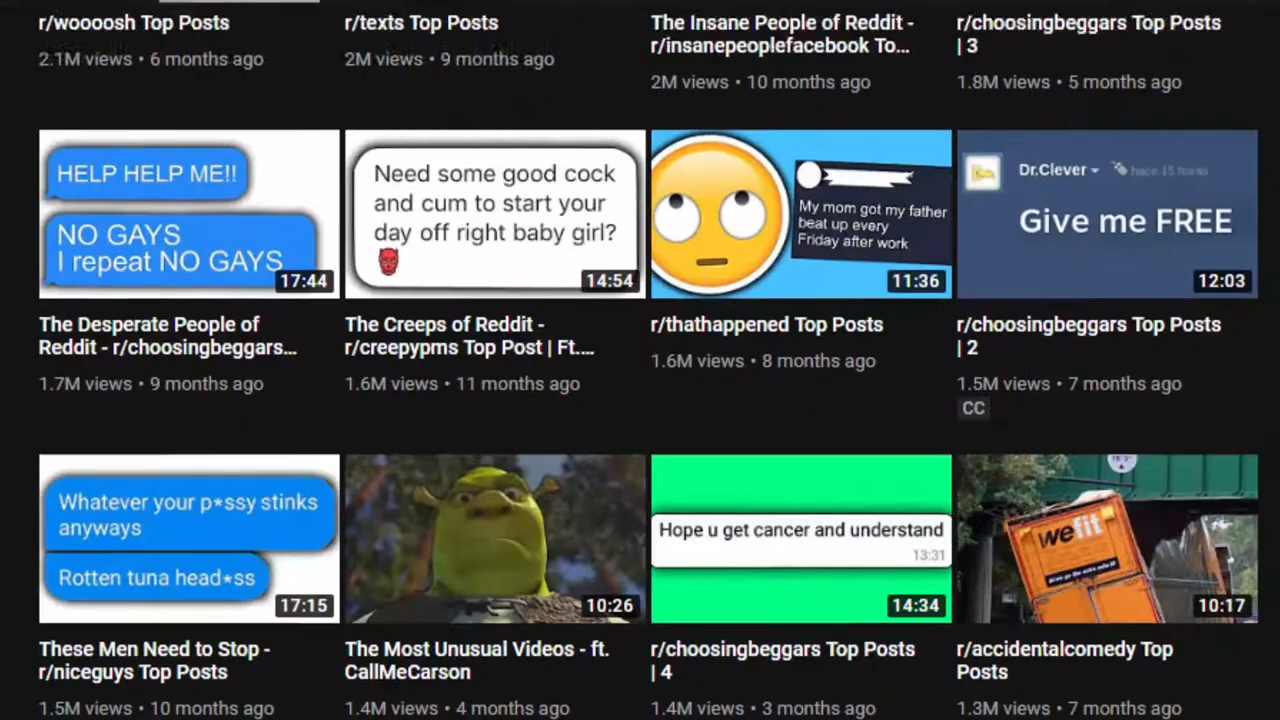 r/woooosh Top Posts
2.1M views • 6 months ago
r/texts Top Posts
2M views • 9 months ago
The Insane People of Reddit -
r/insanepeoplefacebook To...
2M views • 10 months ago
r/choosingbeggars Top Posts
| 3
1.8M views • 5 months ago
HELP HELP ME!!
NO GAYS
I repeat NO GAYS
17:44
The Desperate People of
Reddit - r/choosingbeggars...
1.7M views • 9 months ago
Need some good cock
and cum to start your
day off right baby girl?
14:54
The Creeps of Reddit -
r/creepypms Top Post | Ft....
1.6M views • 11 months ago
My mom got my father
beat up every
Friday after work
11:36
r/thathappened Top Posts
1.6M views • 8 months ago
Dr.Clever
hace 15 horas
Give me FREE
12:03
r/choosingbeggars Top Posts
| 2
1.5M views • 7 months ago
CC
Whatever your p*ssy stinks
anyways
Rotten tuna head*ss
17:15
These Men Need to Stop -
r/niceguys Top Posts
1.5M views • 10 months ago
10:26
The Most Unusual Videos - ft.
CallMeCarson
1.4M views • 4 months ago
Hope u get cancer and understand
13:31
14:34
r/choosingbeggars Top Posts
| 4
1.4M views • 3 months ago
wefit
10:17
r/accidentalcomedy Top
Posts
1.3M views • 7 months ago